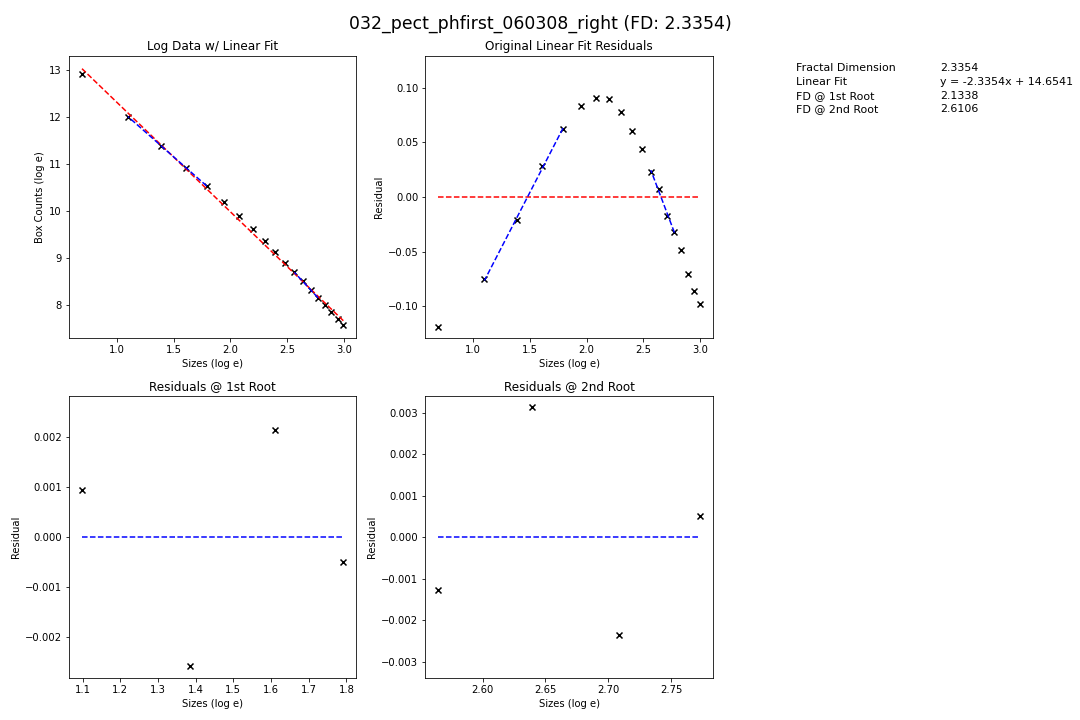 032_pect_phfirst_060308_right (FD: 2.3354)
Log Data w/ Linear Fit
13
12
11
10
9
8
Box Counts (log e)
1.0 1.5 2.0 2.5 3.0
Sizes (log e)
Original Linear Fit Residuals
0.10
0.05
0.00
−0.05
−0.10
Residual
1.0 1.5 2.0 2.5 3.0
Sizes (log e)
Fractal Dimension 2.3354
Linear Fit y = -2.3354x + 14.6541
FD @ 1st Root 2.1338
FD @ 2nd Root 2.6106
Residuals @ 1st Root
0.002
0.001
0.000
−0.001
−0.002
Residual
1.1 1.2 1.3 1.4 1.5 1.6 1.7 1.8
Sizes (log e)
Residuals @ 2nd Root
0.003
0.002
0.001
0.000
−0.001
−0.002
−0.003
Residual
2.60 2.65 2.70 2.75
Sizes (log e)